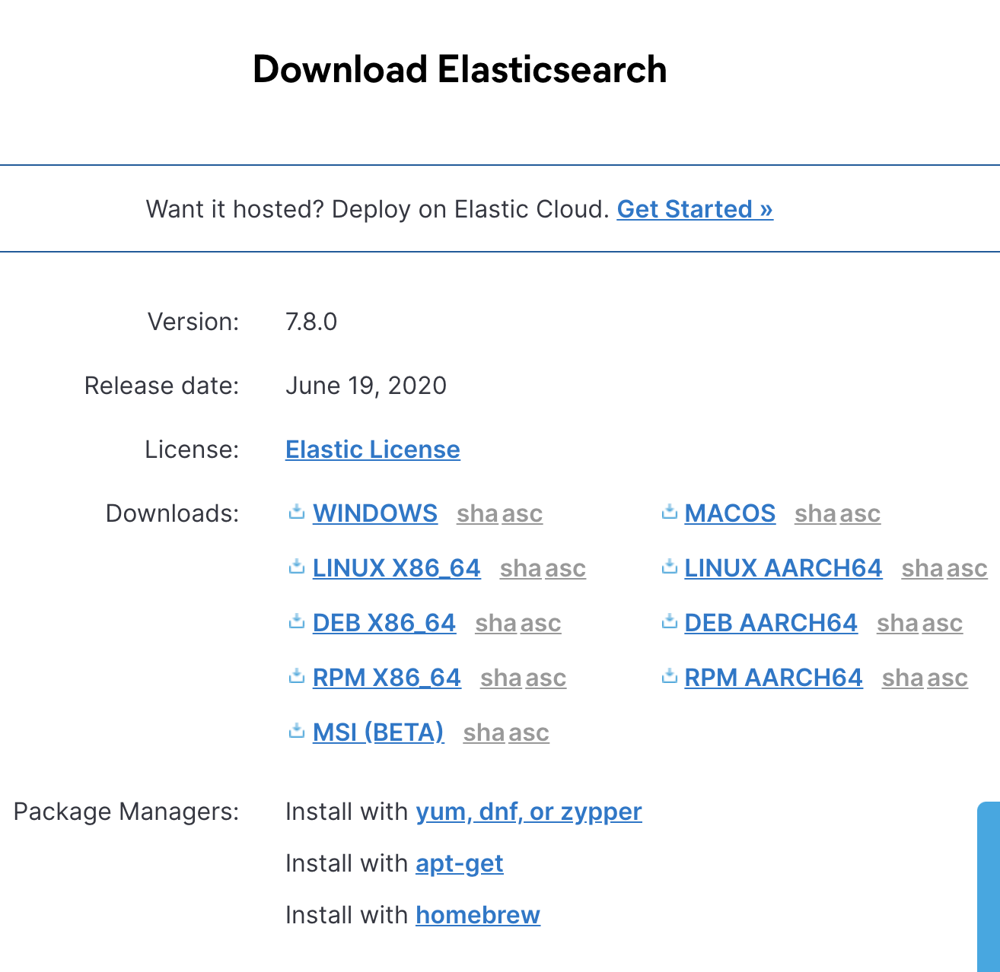 Download Elasticsearch
Want it hosted? Deploy on Elastic Cloud. Get Started »
Version: 7.8.0
Release date: June 19, 2020
License: Elastic License
Downloads: WINDOWS sha asc MACOS sha asc
LINUX X86_64 sha asc LINUX AARCH64 sha asc
DEB X86_64 sha asc DEB AARCH64 sha asc
RPM X86_64 sha asc RPM AARCH64 sha asc
MSI (BETA) sha asc
Package Managers: Install with yum, dnf, or zypper
Install with apt-get
Install with homebrew